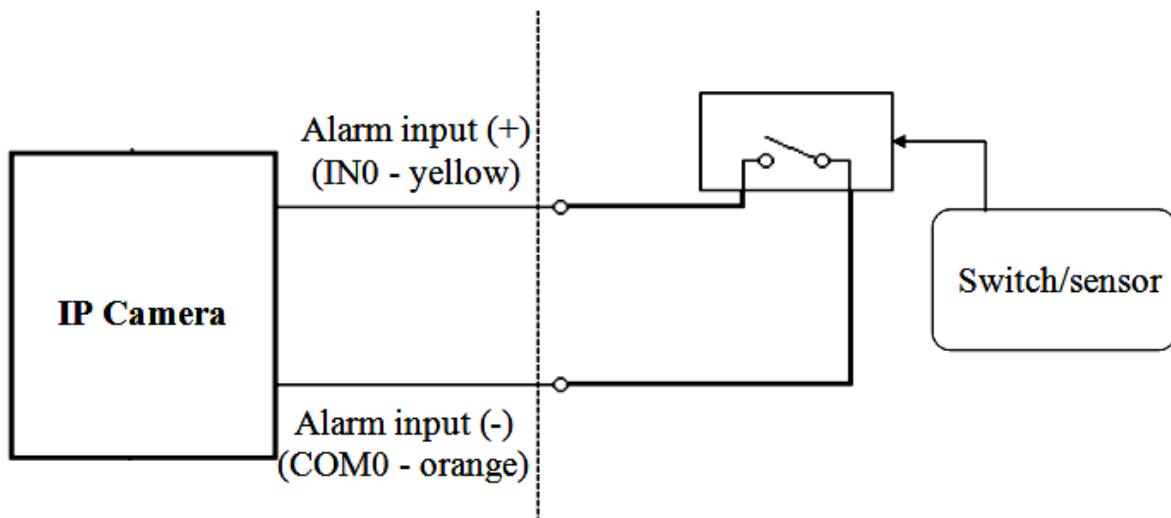 Alarm input (+)
(IN0 - yellow)
IP Camera
Switch/sensor
Alarm input (-)
(COM0 - orange)